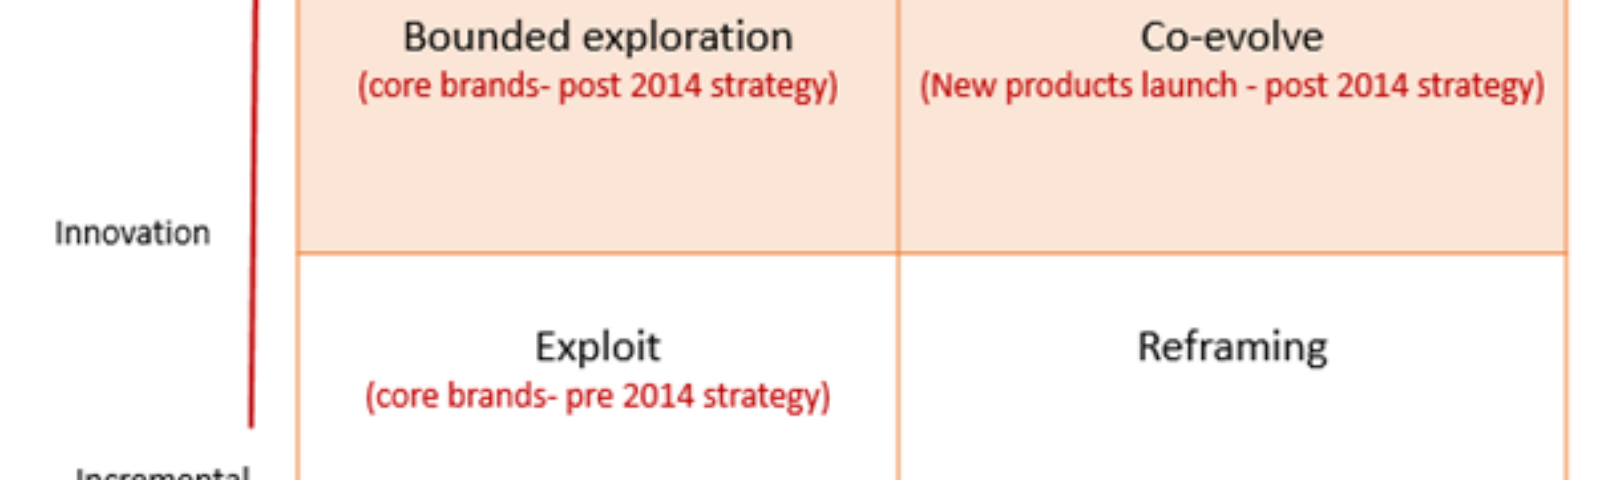 Bounded exploration
(core brands- post 2014 strategy)
Co-evolve
(New products launch - post 2014 strategy)
Innovation
Exploit
(core brands- pre 2014 strategy)
Reframing
Incremental